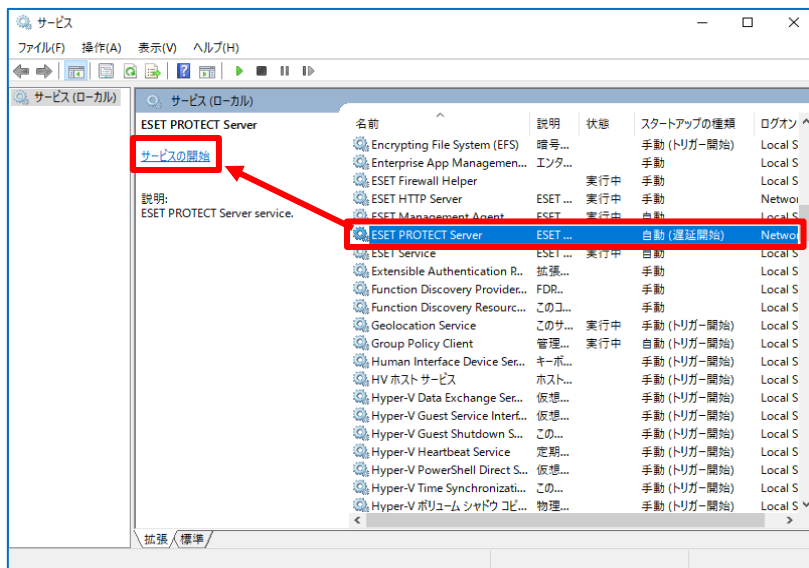 サービス
ファイル(F) 操作(A) 表示(V) ヘルプ(H)
サービス (ローカル)
サービス (ローカル)
ESET PROTECT Server
サービスの開始
説明:
ESET PROTECT Server service.
名前 説明 状態 スタートアップの種類 ログオン
Encrypting File System (EFS) 暗号... 手動 (トリガー開始) Local S
Enterprise App Managemen... エンタ... 手動 Local S
ESET Firewall Helper 実行中 手動 Local S
ESET HTTP Server ESET ... 実行中 手動 Networ
ESET Management Agent ESET ... 実行中 自動 Local S
ESET PROTECT Server ESET ... 自動 (遅延開始) Networ
ESET Service ESET ... 実行中 自動 Local S
Extensible Authentication P... 拡張... 手動 Local S
Function Discovery Provider... FDR... 手動 Local S
Function Discovery Resourc... このコ... 手動 Local S
Geolocation Service このサ... 実行中 手動 (トリガー開始) Local S
Group Policy Client 管理... 実行中 自動 (トリガー開始) Local S
Human Interface Device Ser... キーボ... 手動 (トリガー開始) Local S
HV ホスト サービス ホスト... 手動 (トリガー開始) Local S
Hyper-V Data Exchange Ser... 仮想... 手動 (トリガー開始) Local S
Hyper-V Guest Service Interf... 仮想... 手動 (トリガー開始) Local S
Hyper-V Guest Shutdown S... この... 手動 (トリガー開始) Local S
Hyper-V Heartbeat Service 定期... 手動 (トリガー開始) Local S
Hyper-V PowerShell Direct S... 仮想... 手動 (トリガー開始) Local S
Hyper-V Time Synchronizati... この... 手動 (トリガー開始) Local S
Hyper-V ボリューム シャドウ コピ... 物理... 手動 (トリガー開始) Local S
拡張 標準